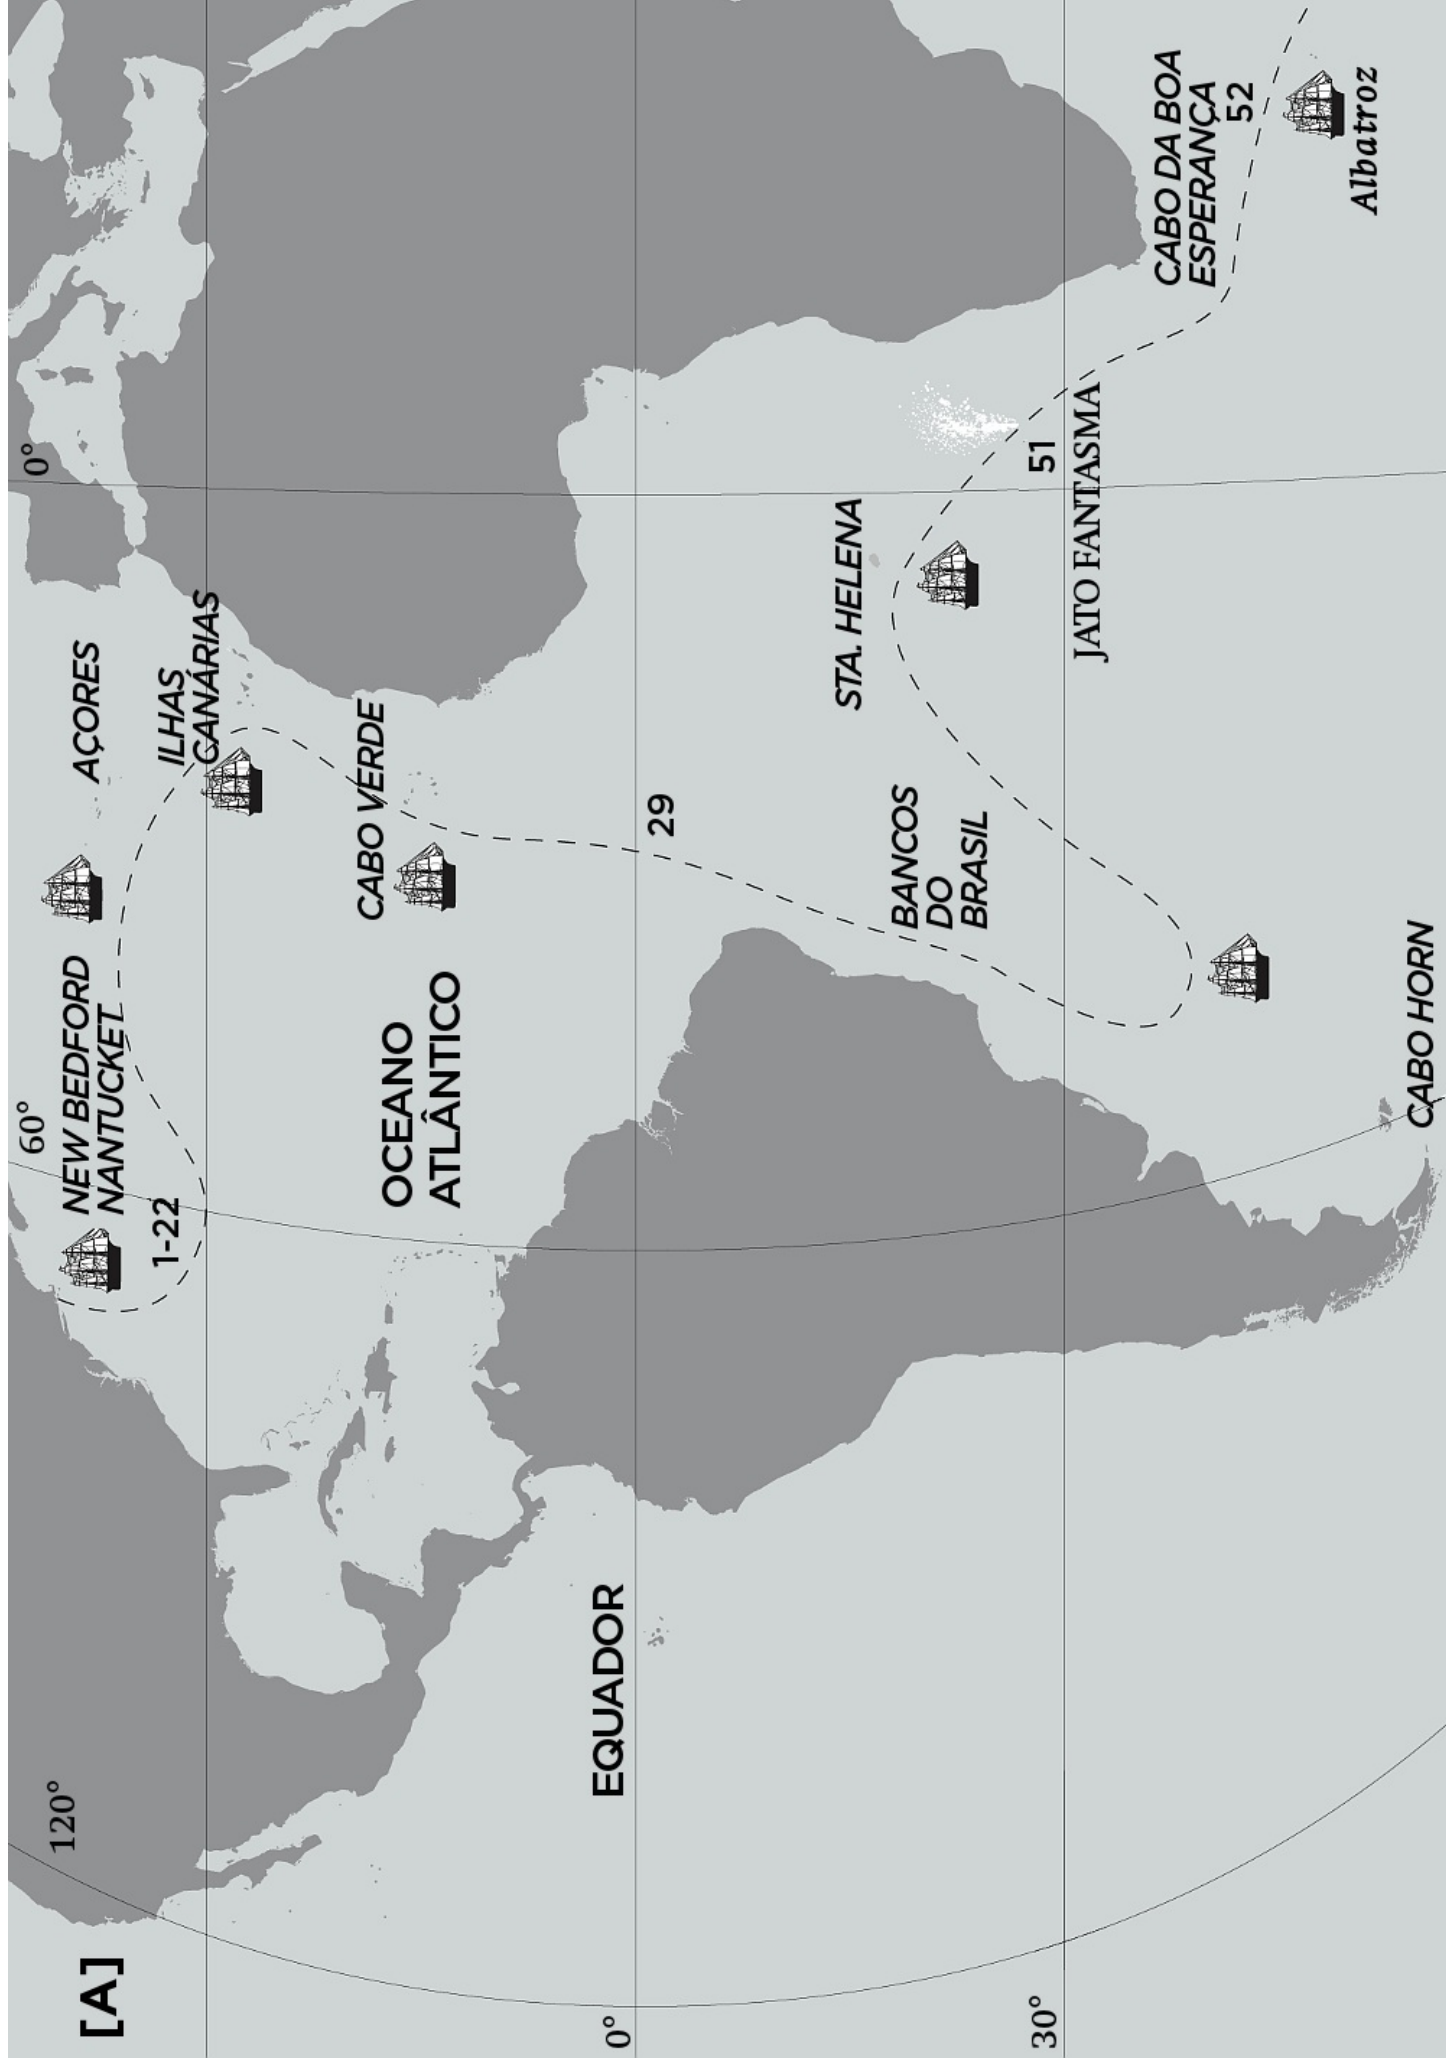 [A]
120°
60°
0°
NEW BEDFORD
NANTUCKET
1-22
AÇORES
ILHAS
CANÁRIAS
OCEANO
ATLÂNTICO
CABO VERDE
EQUADOR
0°
29
BANCOS
DO
BRASIL
STA. HELENA
30°
51
JATO FANTASMA
CABO DA BOA
ESPERANÇA
52
Albatroz
CABO HORN